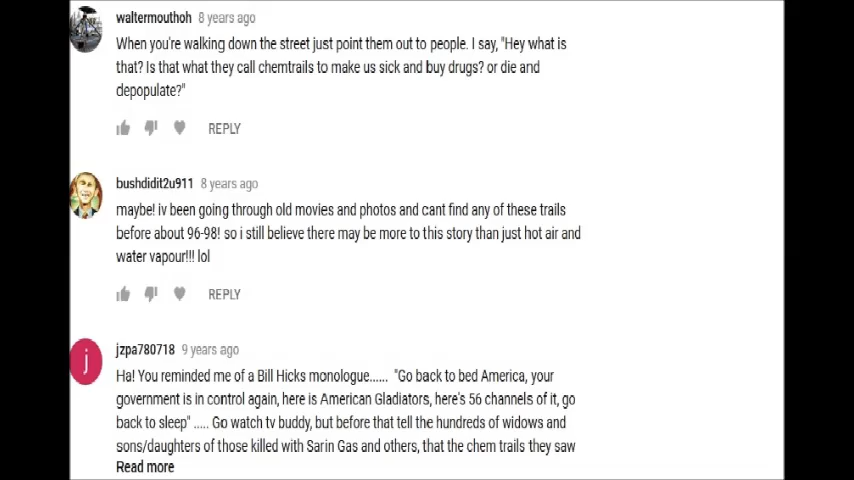 waltermouthoh 8 years ago
When you're walking down the street just point them out to people. I say, "Hey what is
that? Is that what they call chemtrails to make us sick and buy drugs? or die and
depopulate?"
REPLY
bushdidit2u911 8 years ago
maybe! iv been going through old movies and photos and cant find any of these trails
before about 96-98! so i still believe there may be more to this story than just hot air and
water vapour!!! lol
REPLY
j
jzpa780718 9 years ago
Ha! You reminded me of a Bill Hicks monologue...... "Go back to bed America, your
government is in control again, here is American Gladiators, here's 56 channels of it, go
back to sleep" ..... Go watch tv buddy, but before that tell the hundreds of widows and
sons/daughters of those killed with Sarin Gas and others, that the chem trails they saw
Read more